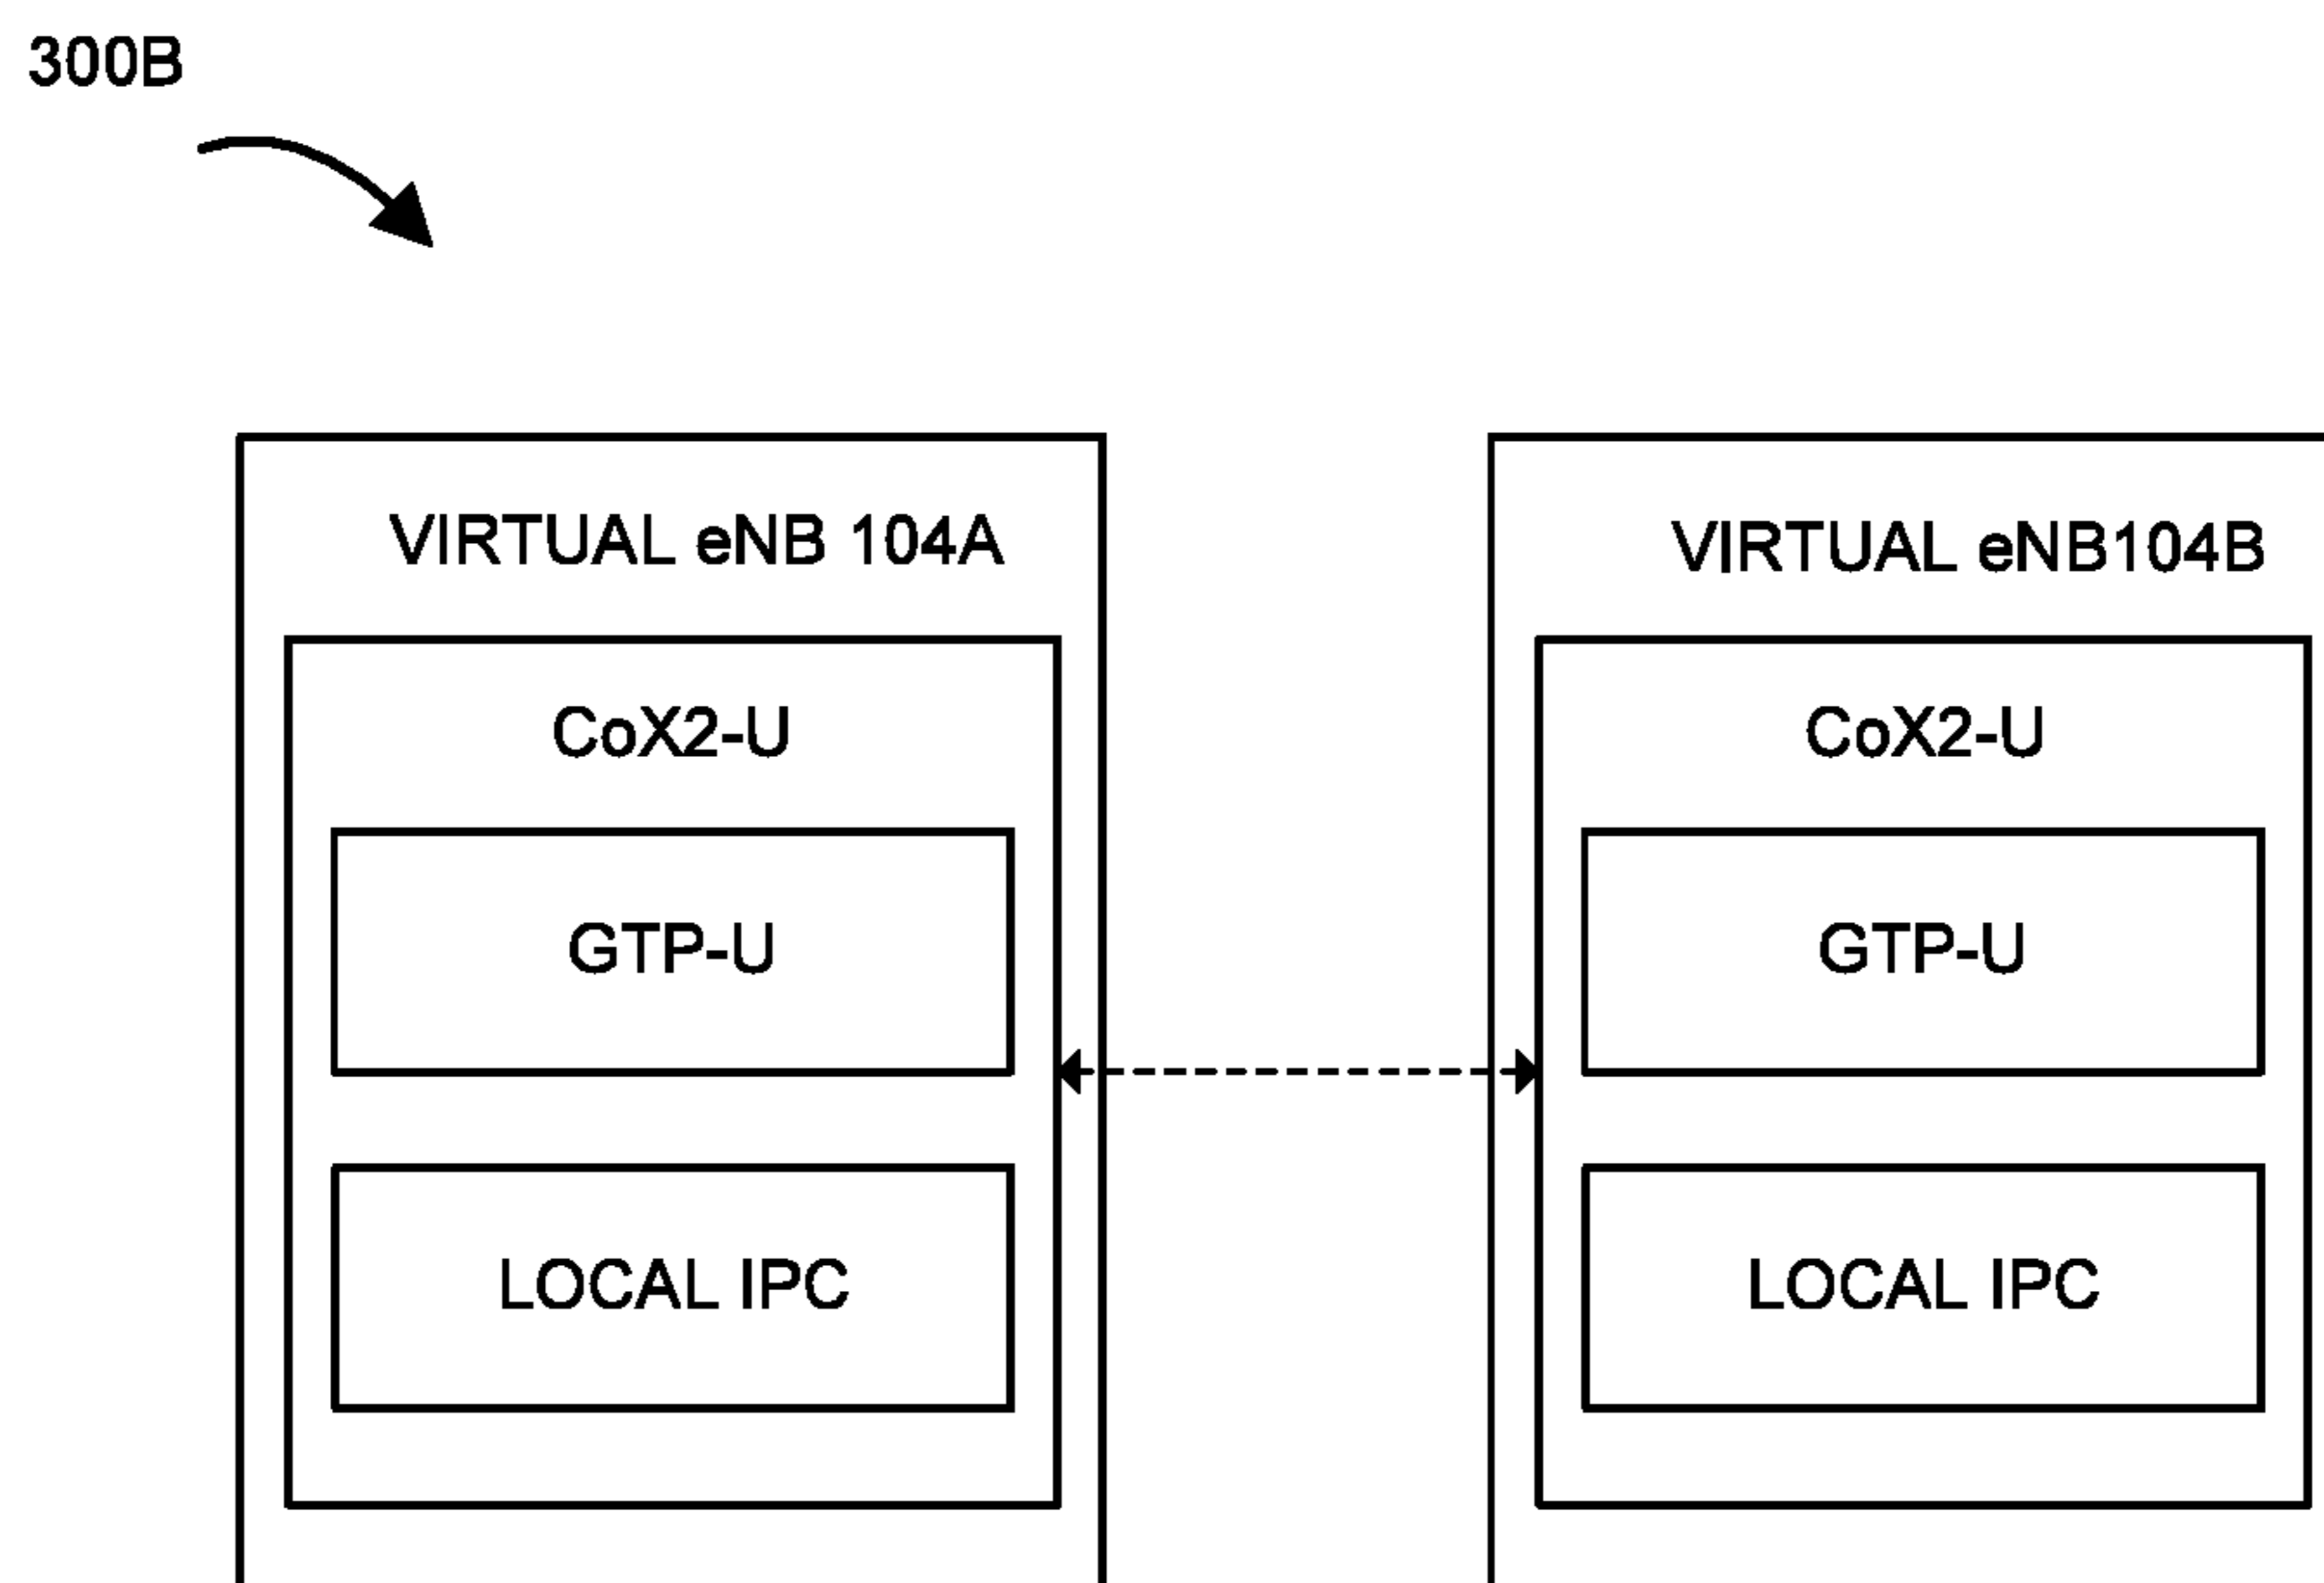 300B
VIRTUAL eNB 104A
CoX2-U
GTP-U
LOCAL IPC
VIRTUAL eNB104B
CoX2-U
GTP-U
LOCAL IPC